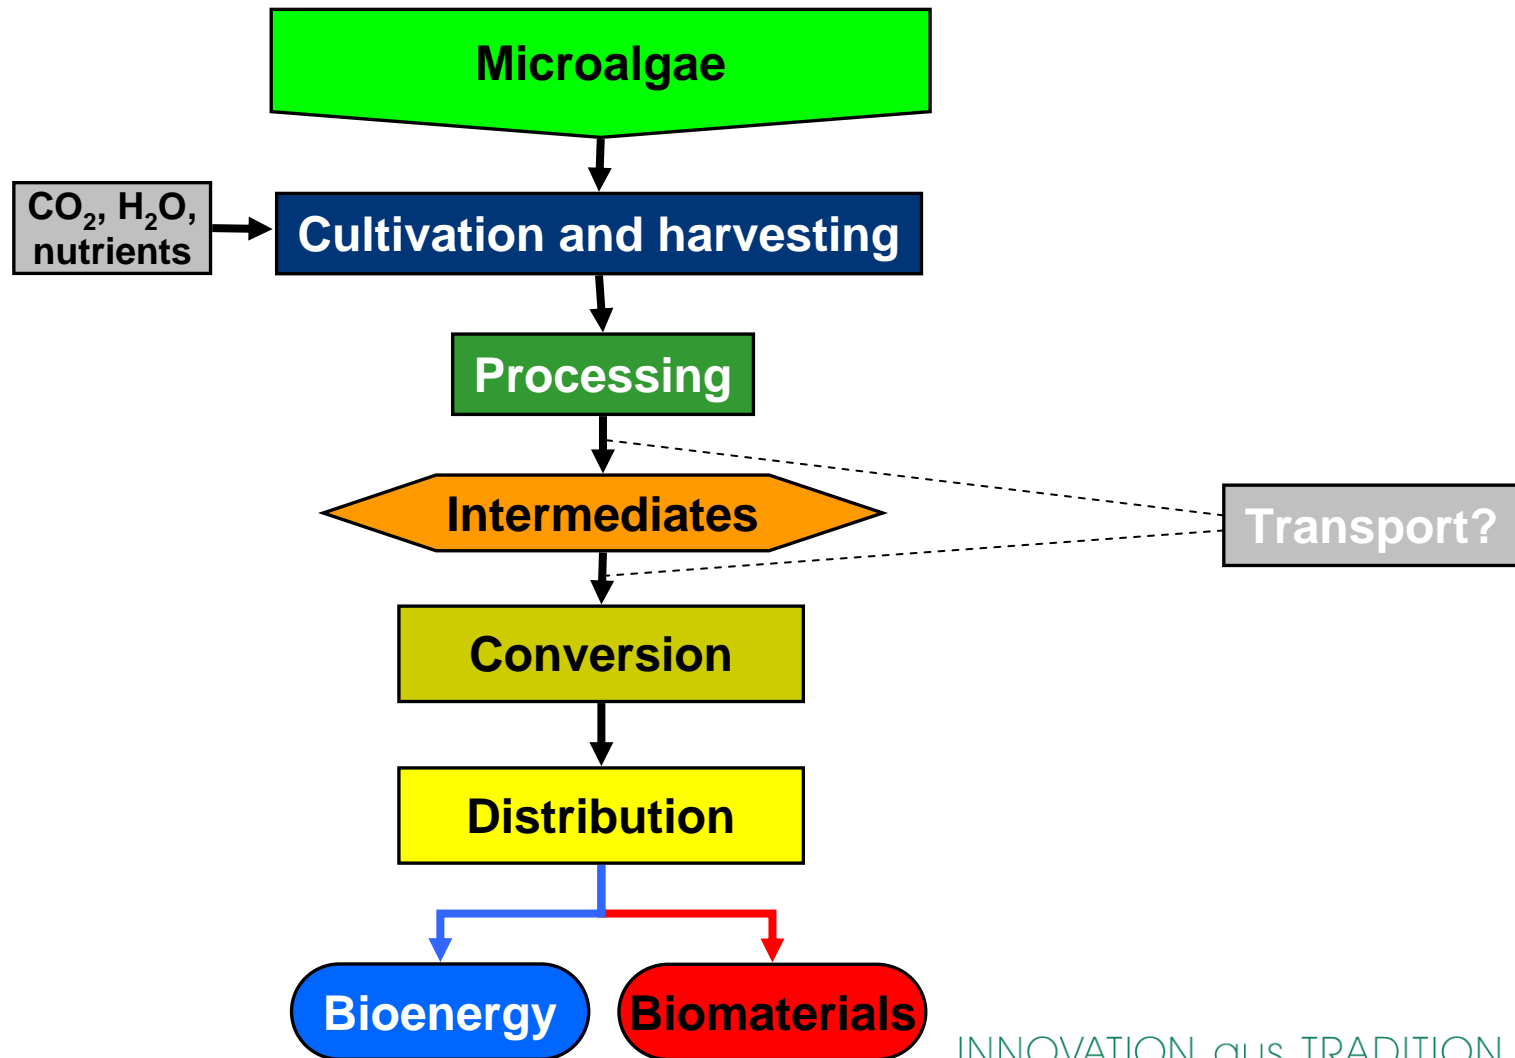 Microalgae
CO₂, H₂O,
nutrients
Cultivation and harvesting
Processing
Intermediates
Transport?
Conversion
Distribution
Bioenergy
Biomaterials
INNOVATION aus TRADITION